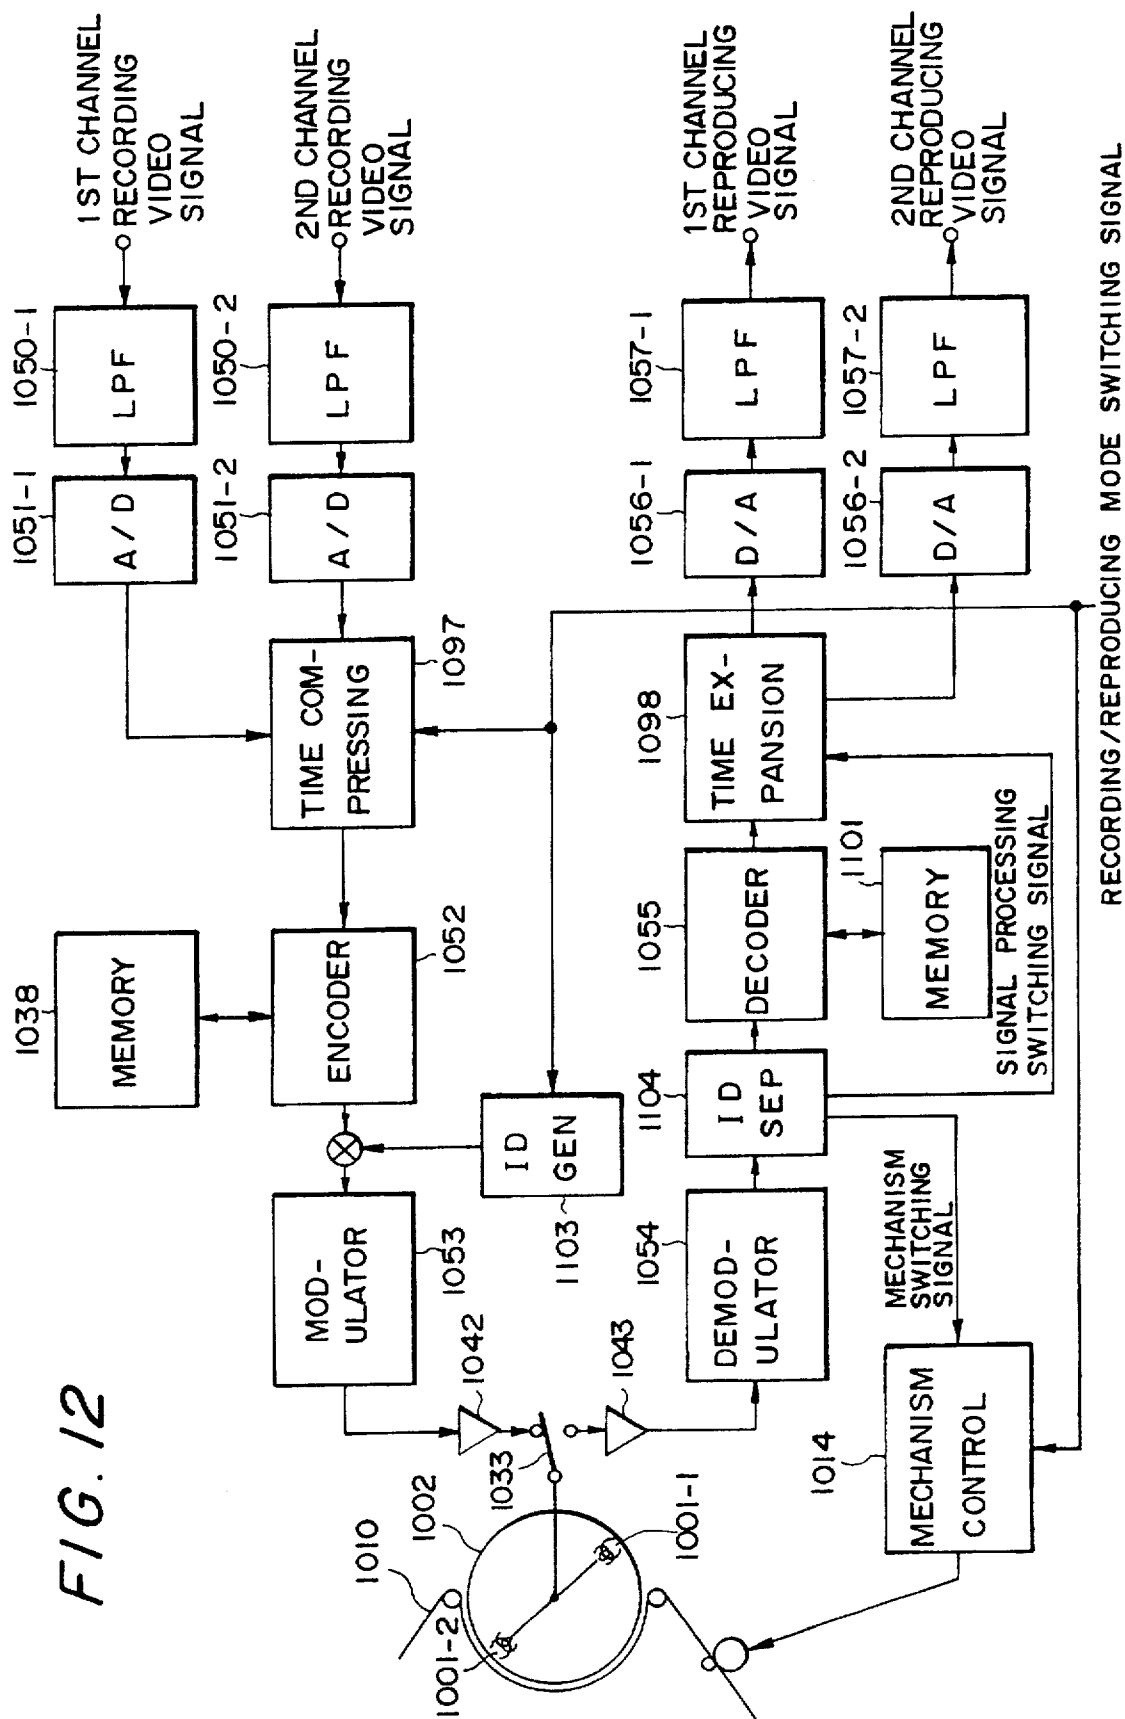 FIG. 12
1ST CHANNEL
RECORDING
VIDEO
SIGNAL
2ND CHANNEL
RECORDING
VIDEO
SIGNAL
1050-1
LPF
1050-2
LPF
1051-1
A/D
1051-2
A/D
1097
TIME COM-
PRESSING
1038
MEMORY
1052
ENCODER
1053
MOD-
ULATOR
1103
ID
GEN
1042
1033
1043
1010
1002
1001-1
1001-2
1054
DEMOD-
ULATOR
1104
ID
SEP
1055
DECODER
1101
MEMORY
1098
TIME EX-
PANSION
1056-1
D/A
1056-2
D/A
1057-1
LPF
1057-2
LPF
1ST CHANNEL
REPRODUCING
VIDEO
SIGNAL
2ND CHANNEL
REPRODUCING
VIDEO
SIGNAL
1014
MECHANISM
CONTROL
MECHANISM
SWITCHING
SIGNAL
SIGNAL PROCESSING
SWITCHING SIGNAL
RECORDING/REPRODUCING MODE SWITCHING SIGNAL